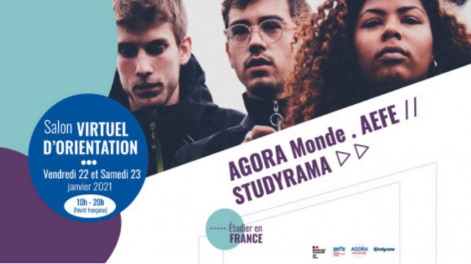 Salon VIRTUEL
D'ORIENTATION
Vendredi 22 et Samedi 23
janvier 2021
10h - 20h
(heure française)
AGORA Monde . AEFE //
STUDYRAMA
Étudier en
FRANCE
aefe
AGORA
MONDE
Studyrama